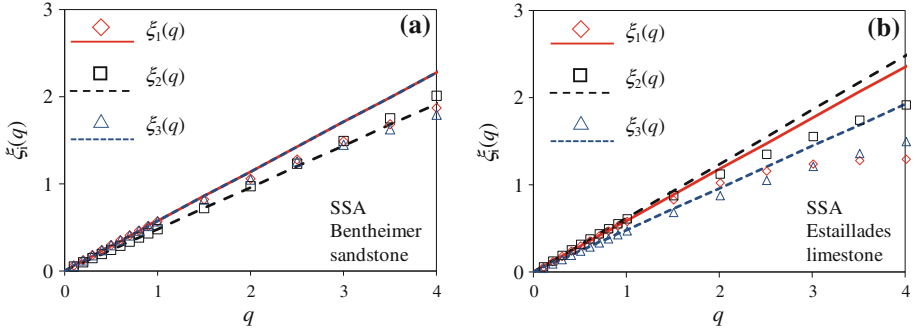 3
(a)
ξ₁(q)
ξ₂(q)
ξ₃(q)
2
ξᵢ(q)
1
SSA
Bentheimer
sandstone
0
0 1 2 3 4
q
3
(b)
ξ₁(q)
ξ₂(q)
ξ₃(q)
2
ξᵢ(q)
1
SSA
Estaillades
limestone
0
0 1 2 3 4
q